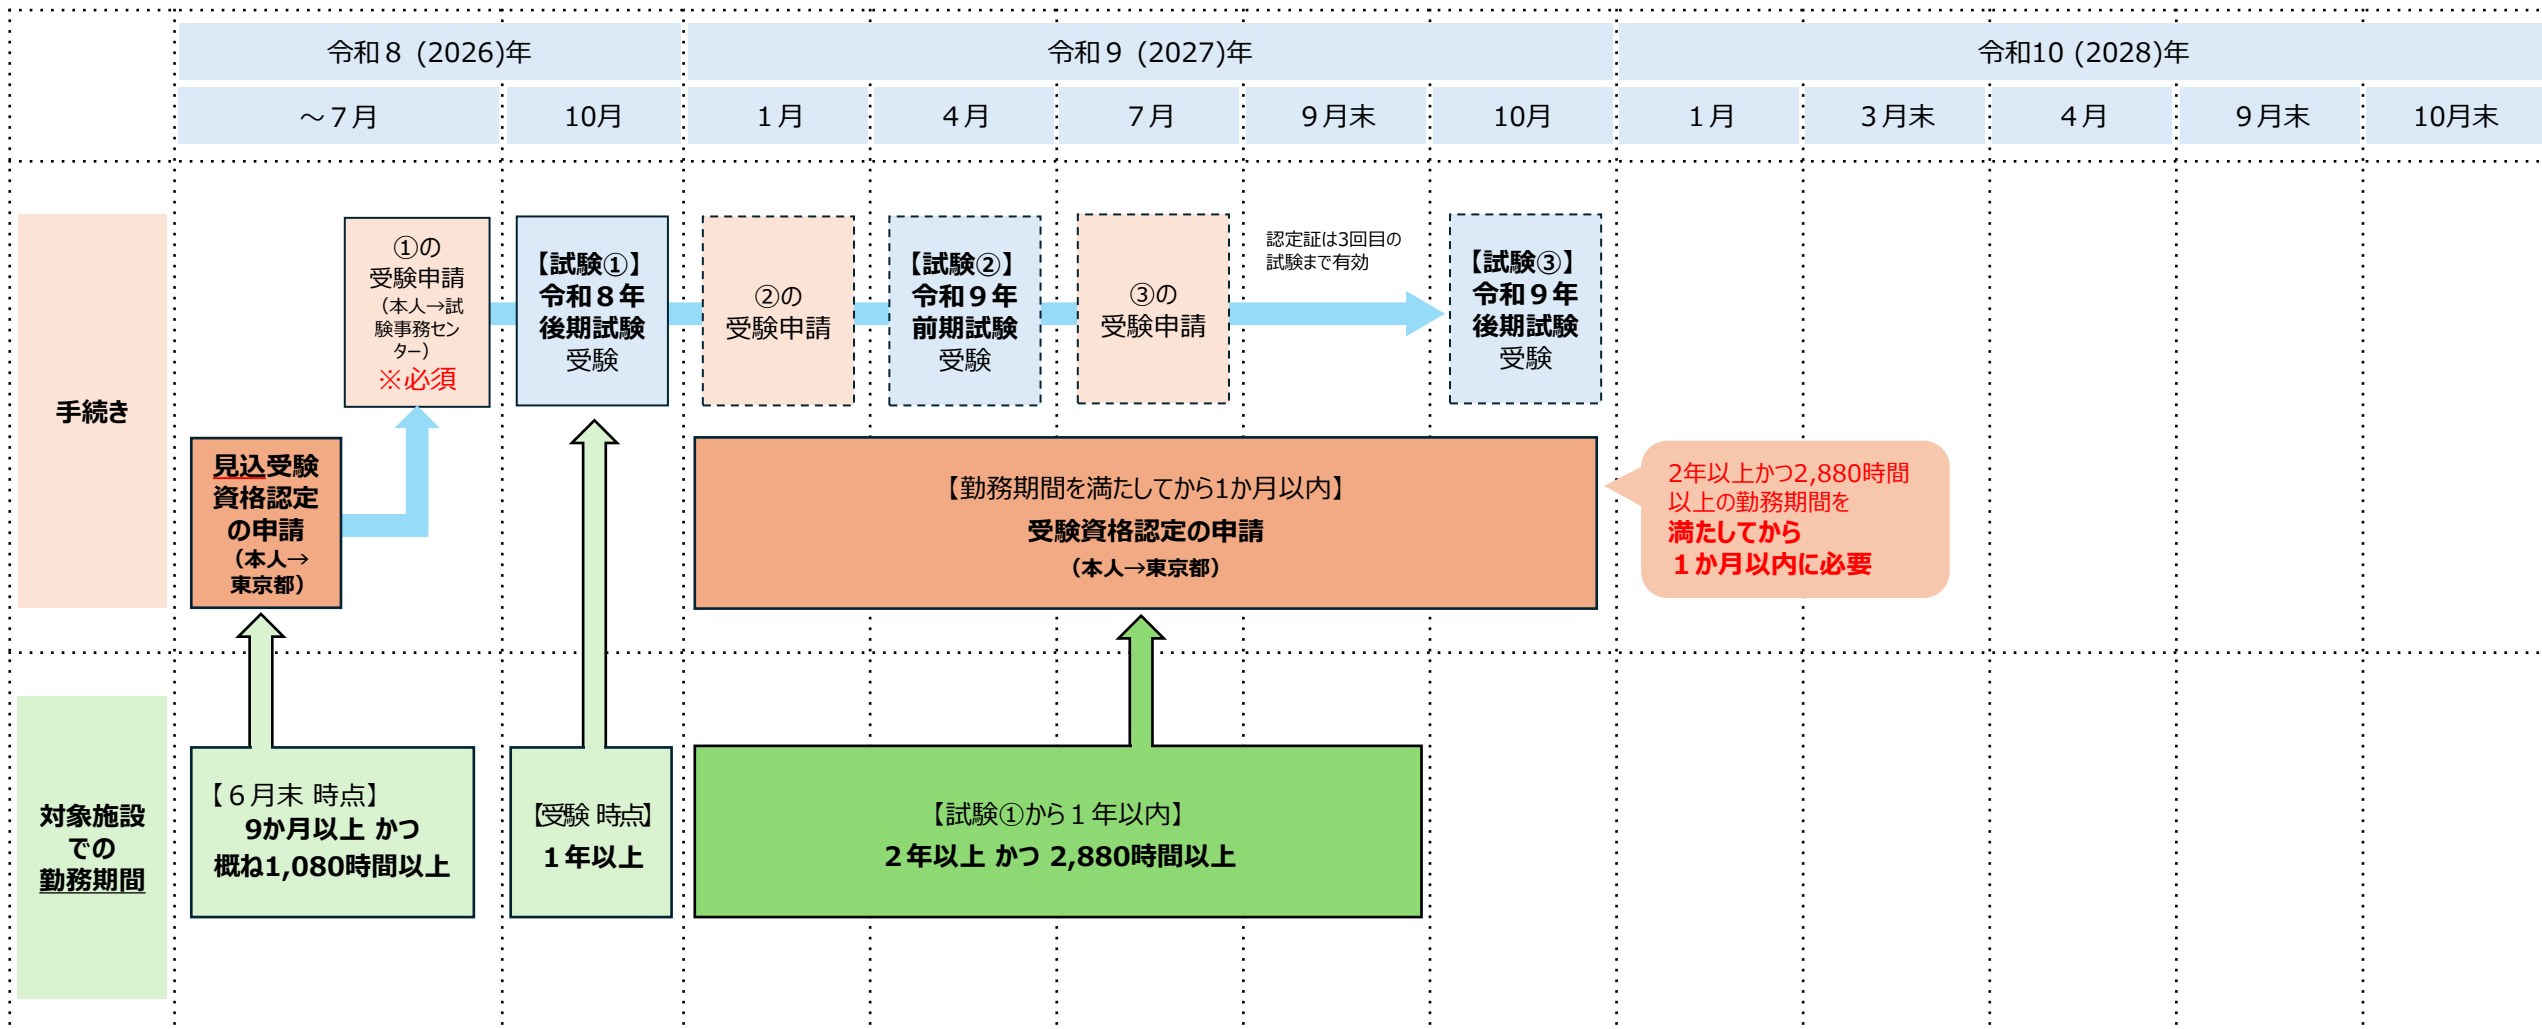 令和８ (2026)年
令和９ (2027)年
令和10 (2028)年
～７月
10月
１月
４月
７月
９月末
10月
１月
３月末
４月
９月末
10月末
手続き
①の
受験申請
（本人→試
験事務セン
ター）
※必須
【試験①】
令和８年
後期試験
受験
②の
受験申請
【試験②】
令和９年
前期試験
受験
③の
受験申請
認定証は3回目の
試験まで有効
【試験③】
令和９年
後期試験
受験
見込受験
資格認定
の申請
（本人→
東京都）
【勤務期間を満たしてから1か月以内】
受験資格認定の申請
（本人→東京都）
2年以上かつ2,880時間
以上の勤務期間を
満たしてから
１か月以内に必要
対象施設
での
勤務期間
【６月末 時点】
9か月以上 かつ
概ね1,080時間以上
【受験 時点】
１年以上
【試験①から１年以内】
２年以上 かつ 2,880時間以上